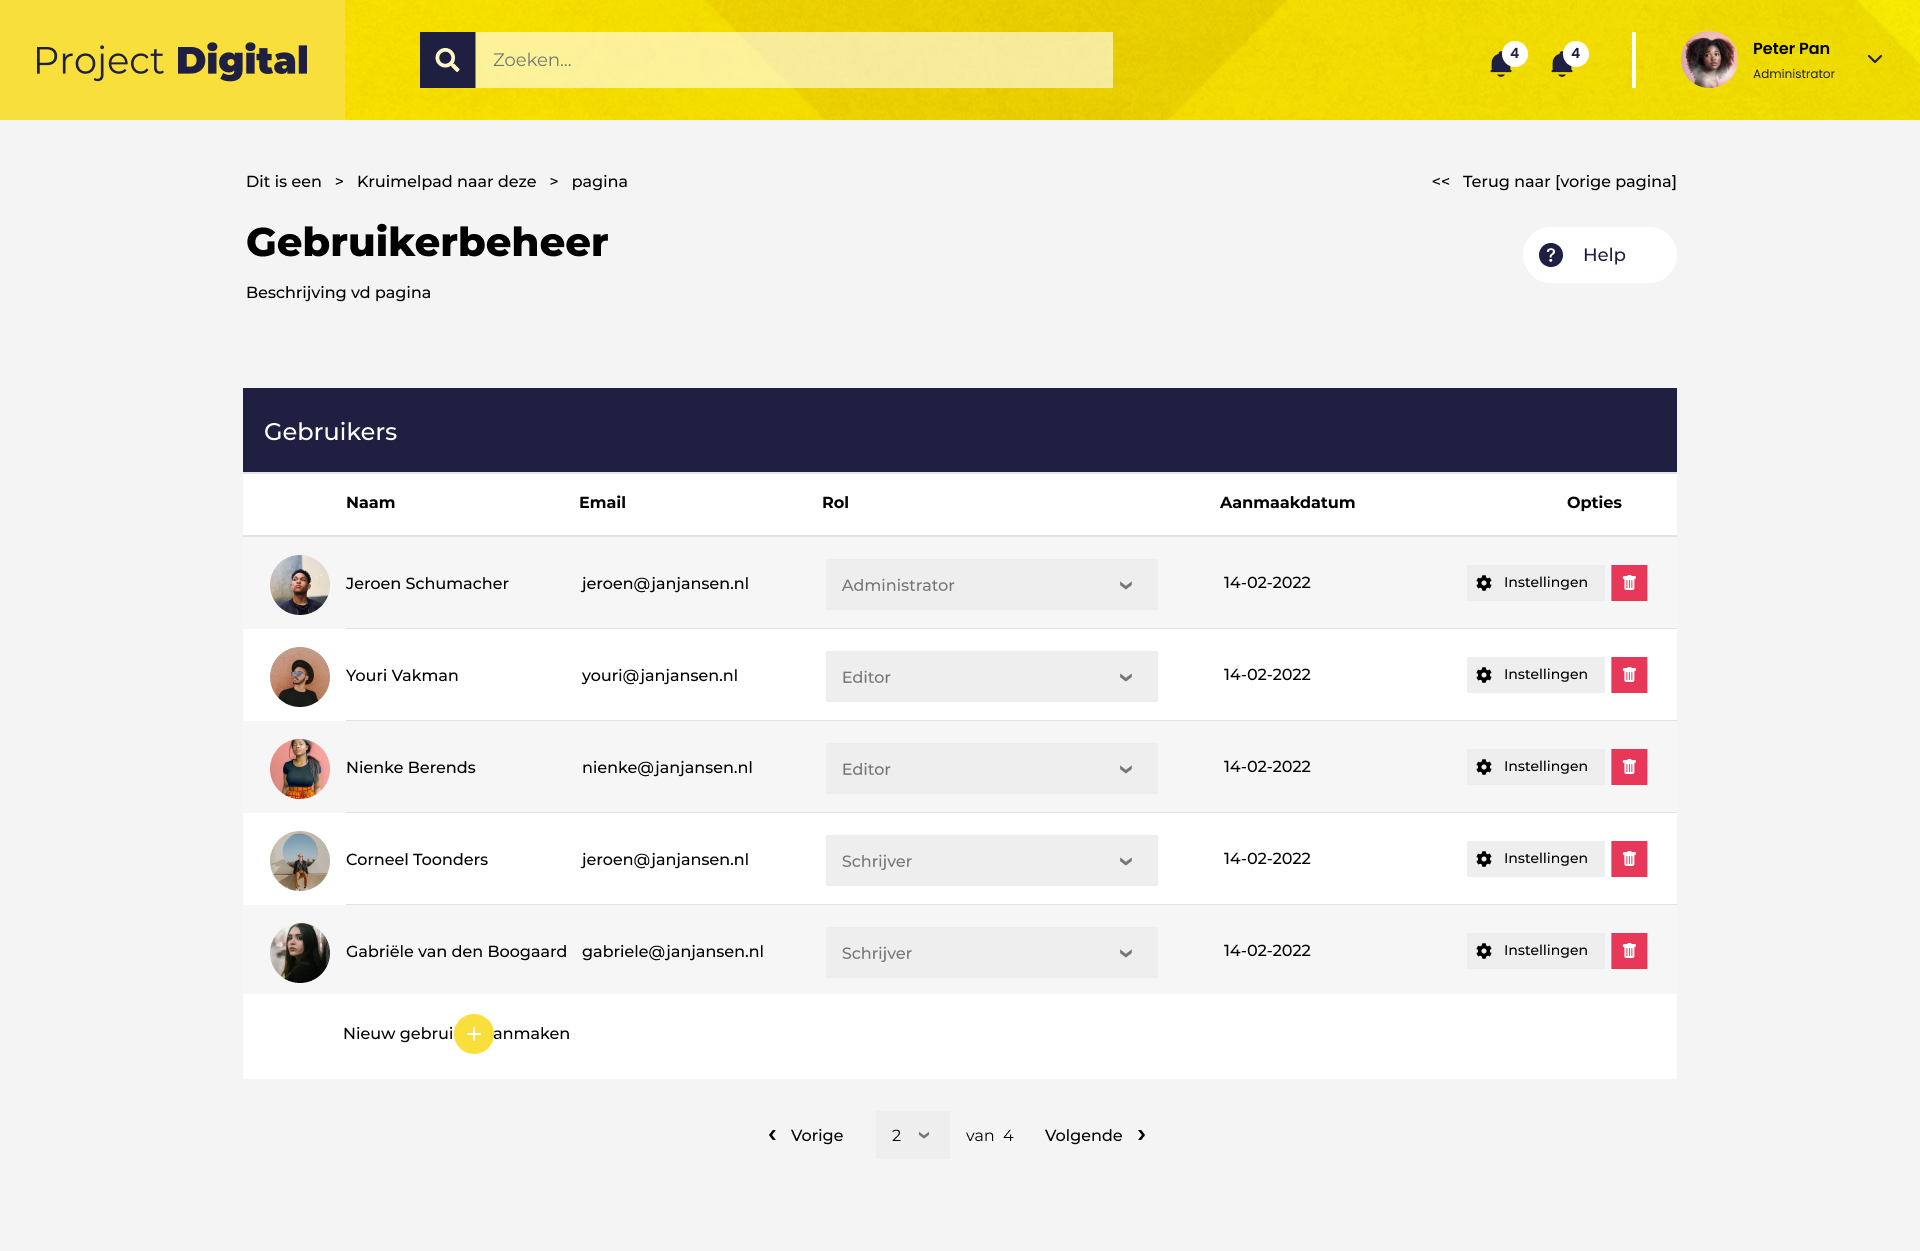 Project Digital
Zoeken...
4
4
Peter Pan
Administrator
Dit is een > Kruimelpad naar deze > pagina
<< Terug naar [vorige pagina]
Gebruikerbeheer
? Help
Beschrijving vd pagina
Gebruikers
Naam Email Rol Aanmaakdatum Opties
Jeroen Schumacher jeroen@janjansen.nl Administrator 14-02-2022 Instellingen
Youri Vakman youri@janjansen.nl Editor 14-02-2022 Instellingen
Nienke Berends nienke@janjansen.nl Editor 14-02-2022 Instellingen
Corneel Toonders jeroen@janjansen.nl Schrijver 14-02-2022 Instellingen
Gabriële van den Boogaard gabriele@janjansen.nl Schrijver 14-02-2022 Instellingen
Nieuw gebrui + anmaken
‹ Vorige 2 van 4 Volgende ›